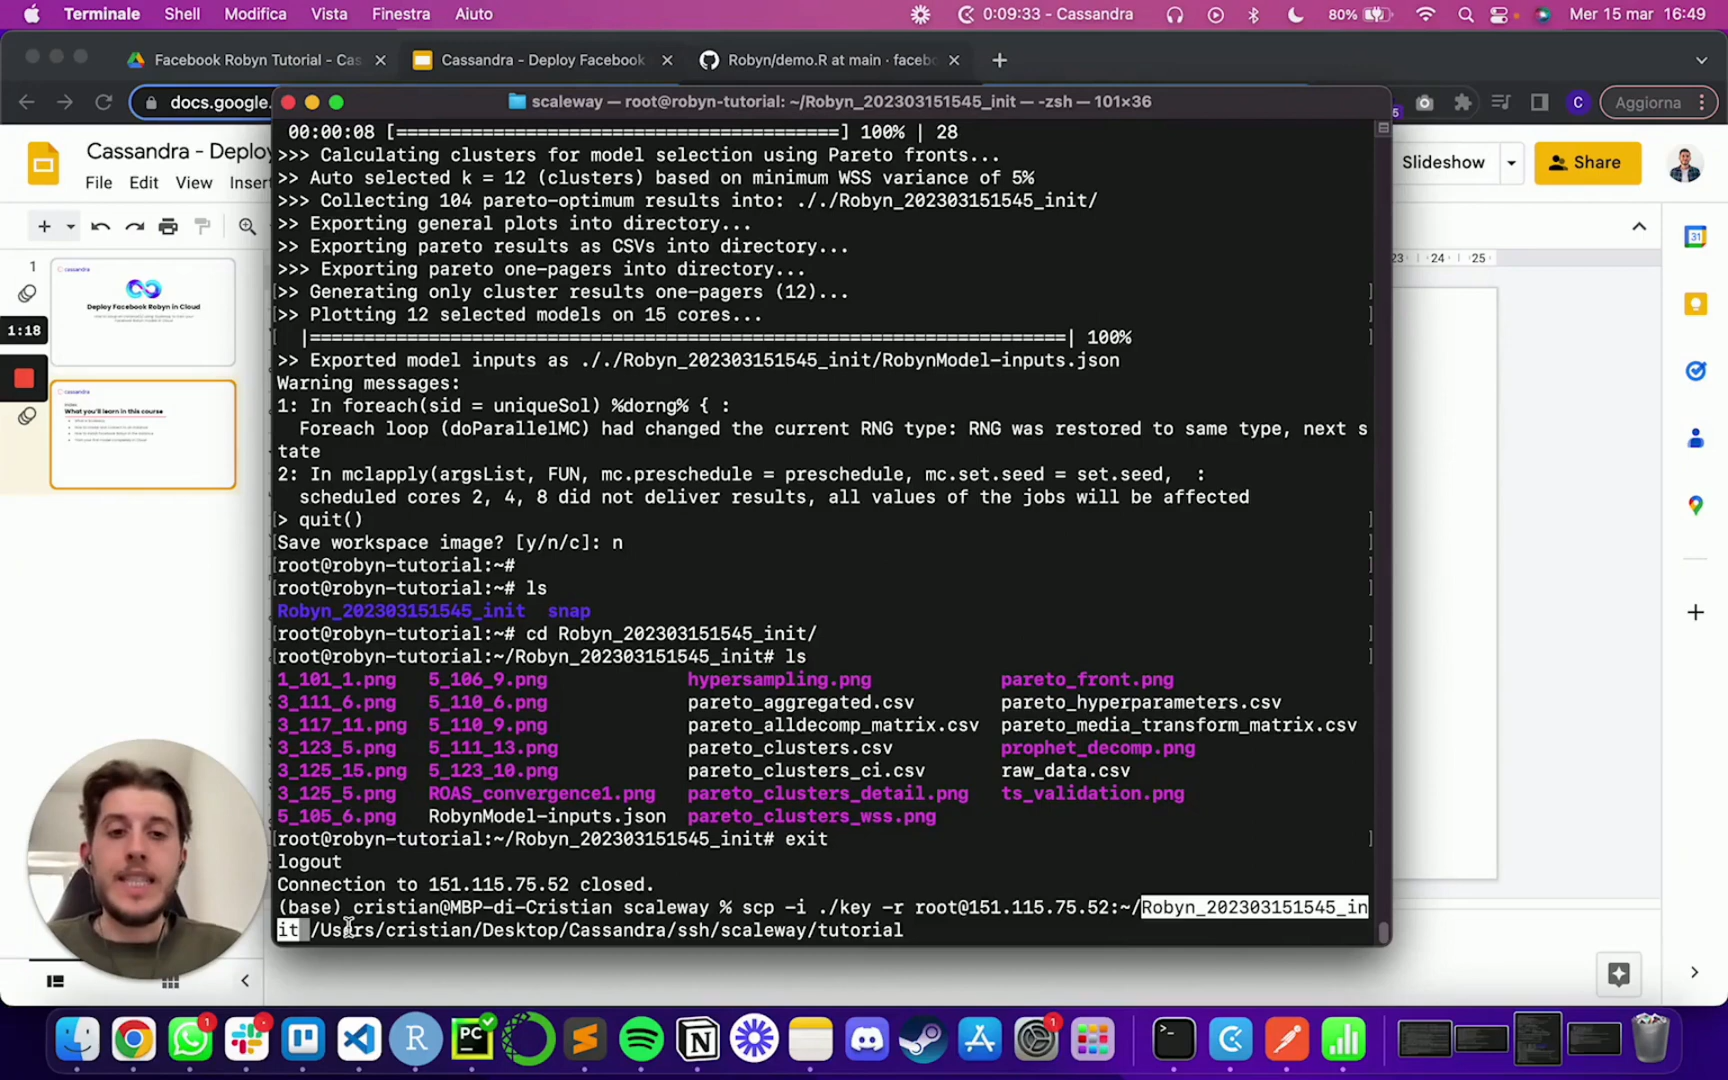 Terminale Shell Modifica Vista Finestra Aiuto 0:09:33 - Cassandra 80% Mer 15 mar 16:49
Facebook Robyn Tutorial - Cas Cassandra - Deploy Facebook Robyn/demo.R at main · facebo
docs.google. scaleway — root@robyn-tutorial: ~/Robyn_202303151545_init — -zsh — 101×36 C Aggiorna
Cassandra - Deploy
File Edit View Insert
Slideshow Share
00:00:08 [=========================================] 100% | 28
>>> Calculating clusters for model selection using Pareto fronts...
>> Auto selected k = 12 (clusters) based on minimum WSS variance of 5%
>>> Collecting 104 pareto-optimum results into: ././Robyn_202303151545_init/
>> Exporting general plots into directory...
>> Exporting pareto results as CSVs into directory...
>>> Exporting pareto one-pagers into directory...
>> Generating only cluster results one-pagers (12)...
>> Plotting 12 selected models on 15 cores...
|==============================================================| 100%
>> Exported model inputs as ././Robyn_202303151545_init/RobynModel-inputs.json
Warning messages:
1: In foreach(sid = uniqueSol) %dorng% { :
Foreach loop (doParallelMC) had changed the current RNG type: RNG was restored to same type, next s
tate
2: In mclapply(argsList, FUN, mc.preschedule = preschedule, mc.set.seed = set.seed, :
scheduled cores 2, 4, 8 did not deliver results, all values of the jobs will be affected
> quit()
Save workspace image? [y/n/c]: n
root@robyn-tutorial:~#
root@robyn-tutorial:~# ls
Robyn_202303151545_init snap
root@robyn-tutorial:~# cd Robyn_202303151545_init/
root@robyn-tutorial:~/Robyn_202303151545_init# ls
1_101_1.png 5_106_9.png hypersampling.png pareto_front.png
3_111_6.png 5_110_6.png pareto_aggregated.csv pareto_hyperparameters.csv
3_117_11.png 5_110_9.png pareto_alldecomp_matrix.csv pareto_media_transform_matrix.csv
3_123_5.png 5_111_13.png pareto_clusters.csv prophet_decomp.png
3_125_15.png 5_123_10.png pareto_clusters_ci.csv raw_data.csv
3_125_5.png ROAS_convergence1.png pareto_clusters_detail.png ts_validation.png
5_105_6.png RobynModel-inputs.json pareto_clusters_wss.png
root@robyn-tutorial:~/Robyn_202303151545_init# exit
logout
Connection to 151.115.75.52 closed.
(base) cristian@MBP-di-Cristian scaleway % scp -i ./key -r root@151.115.75.52:~/Robyn_202303151545_in
it /Users/cristian/Desktop/Cassandra/ssh/scaleway/tutorial
1
cassandra
Deploy Facebook Robyn in Cloud
1:18
2
cassandra
What you'll learn in this course
23 24 25
31
PC